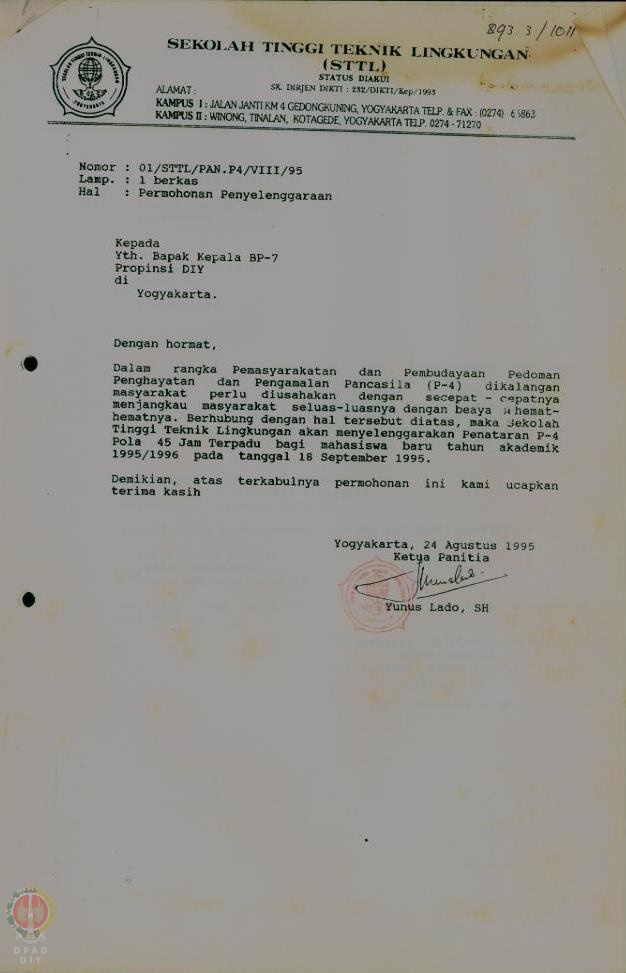 893.3/1011
SEKOLAH TINGGI TEKNIK LINGKUNGAN
(STTL)
STATUS DIAKUI
SK. DIRJEN DIKTI : 232/DIKTI/Kep/1993
ALAMAT :
KAMPUS I : JALAN JANTI KM 4 GEDONGKUNING, YOGYAKARTA TELP. & FAX : (0274)
KAMPUS II : WINONG, TINALAN, KOTAGEDE, YOGYAKARTA TELP. 0274 - 71270
SEKOLAH TINGGI TEKNIK LINGKUNGAN
YOGYAKARTA
Nomor : 01/STTL/PAN.P4/VIII/95
Lamp. : 1 berkas
Hal : Permohonan Penyelenggaraan
Kepada
Yth. Bapak Kepala BP-7
Propinsi DIY
di
Yogyakarta.
Dengan hormat,
Dalam rangka Pemasyarakatan dan Pembudayaan Pedoman
Penghayatan dan Pengamalan Pancasila (P-4) dikalangan
masyarakat perlu diusahakan dengan secepat - cepatnya
menjangkau masyarakat seluas-luasnya dengan beaya sehemat-
hematnya. Berhubung dengan hal tersebut diatas, maka Sekolah
Tinggi Teknik Lingkungan akan menyelenggarakan Penataran P-4
Pola 45 Jam Terpadu bagi mahasiswa baru tahun akademik
1995/1996 pada tanggal 18 September 1995.
Demikian, atas terkabulnya permohonan ini kami ucapkan
terima kasih
Yogyakarta, 24 Agustus 1995
Ketua Panitia
Yunus Lado, SH
DPAD
DIY